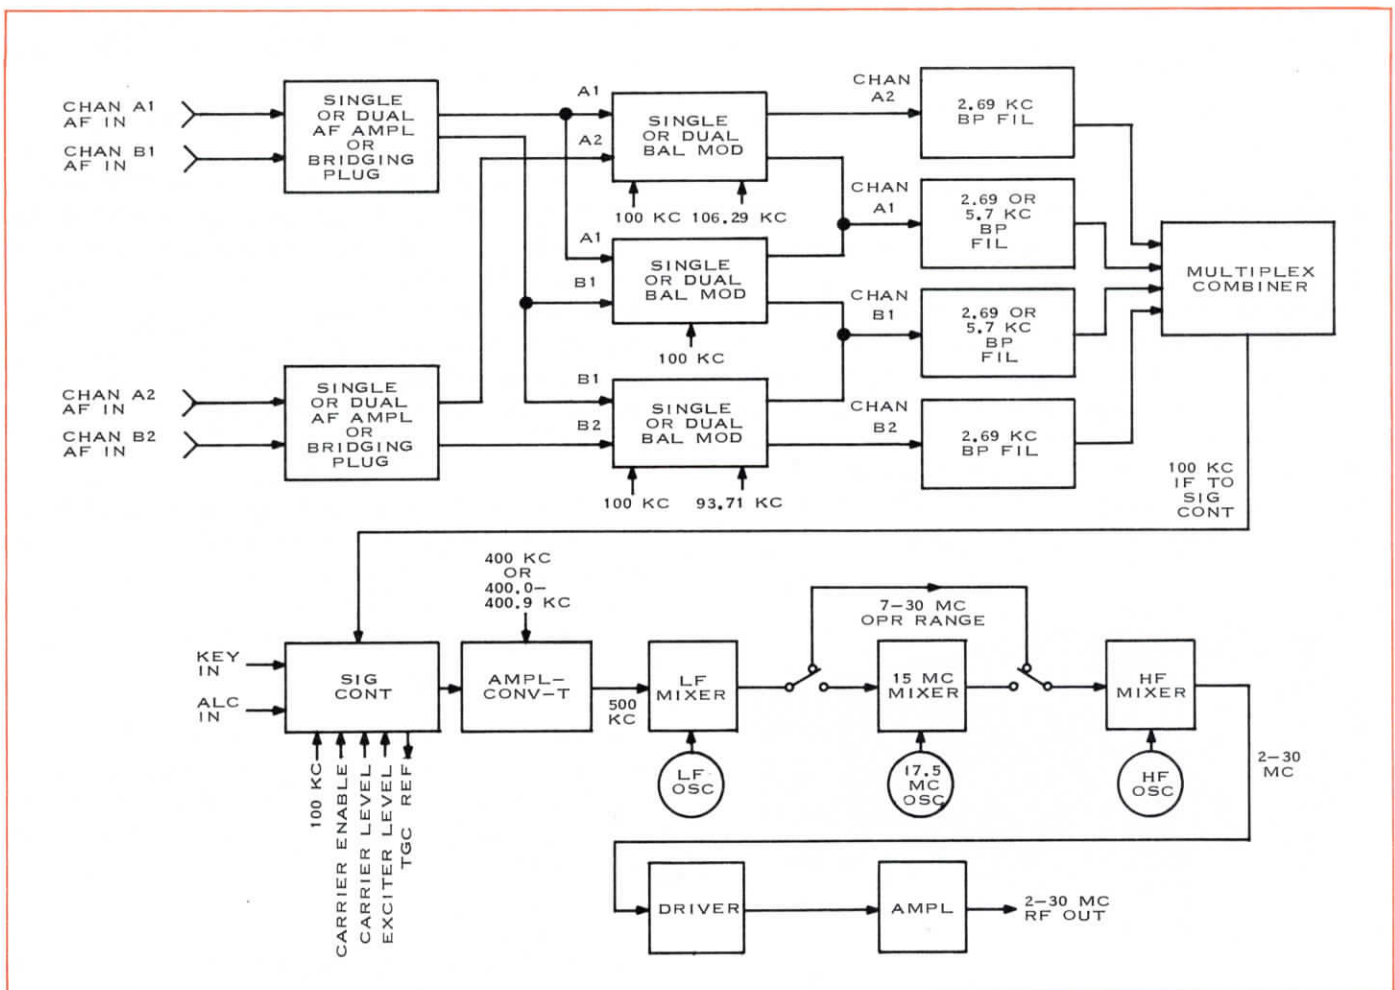 CHAN A1
AF IN
CHAN B1
AF IN
SINGLE
OR DUAL
AF AMPL
OR
BRIDGING
PLUG
A1
A2
SINGLE
OR DUAL
BAL MOD
100 KC
106.29 KC
CHAN
A2
2.69 KC
BP FIL
A1
B1
SINGLE
OR DUAL
BAL MOD
100 KC
CHAN
A1
2.69 OR
5.7 KC
BP
FIL
CHAN
B1
2.69 OR
5.7 KC
BP
FIL
MULTIPLEX
COMBINER
CHAN A2
AF IN
CHAN B2
AF IN
SINGLE
OR DUAL
AF AMPL
OR
BRIDGING
PLUG
B1
B2
SINGLE
OR DUAL
BAL MOD
100 KC
93.71 KC
CHAN
B2
2.69 KC
BP FIL
100 KC
IF TO
SIG
CONT
400 KC
OR
400.0–
400.9 KC
7–30 MC
OPR RANGE
KEY
IN
ALC
IN
SIG
CONT
AMPL–
CONV–T
500
KC
LF
MIXER
15 MC
MIXER
HF
MIXER
2–30
MC
LF
OSC
17.5
MC
OSC
HF
OSC
100 KC
CARRIER ENABLE
CARRIER LEVEL
EXCITER LEVEL
TGC REF
DRIVER
AMPL
2–30 MC
RF OUT